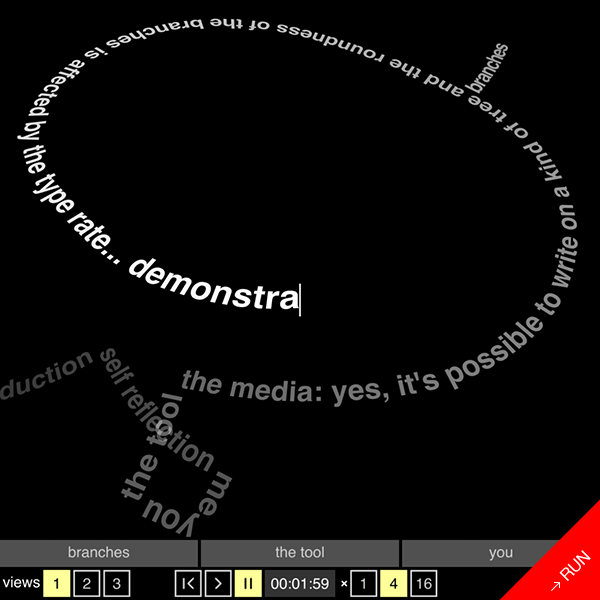 the media: yes, it's possible to write on a kind of tree and the roundness of the branches is affected by the type rate... demonstra
branches
duction
self reflection
me
you
the tool
branches
the tool
you
views 1 2 3
00:01:59 × 1 4 16
→ RUN